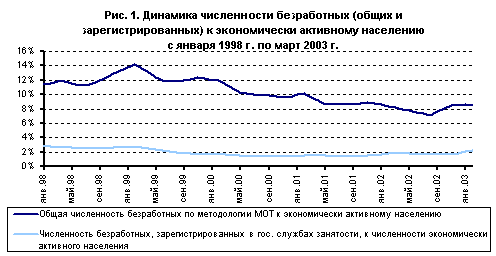 Рис. 1. Динамика численности безработных (общих и
зарегистрированных) к экономически активному населению
с января 1998 г. по март 2003 г.
16%
14%
12%
10%
8%
6%
4%
2%
0%
янв.98
май.98
сен.98
янв.99
май.99
сен.99
янв.00
май.00
сен.00
янв.01
май.01
сен.01
янв.02
май.02
сен.02
янв.03
Общая численность безработных по методологии МОТ к экономически активному населению
Численность безработных, зарегистрированных в гос. службах занятости, к численности экономически
активного населения